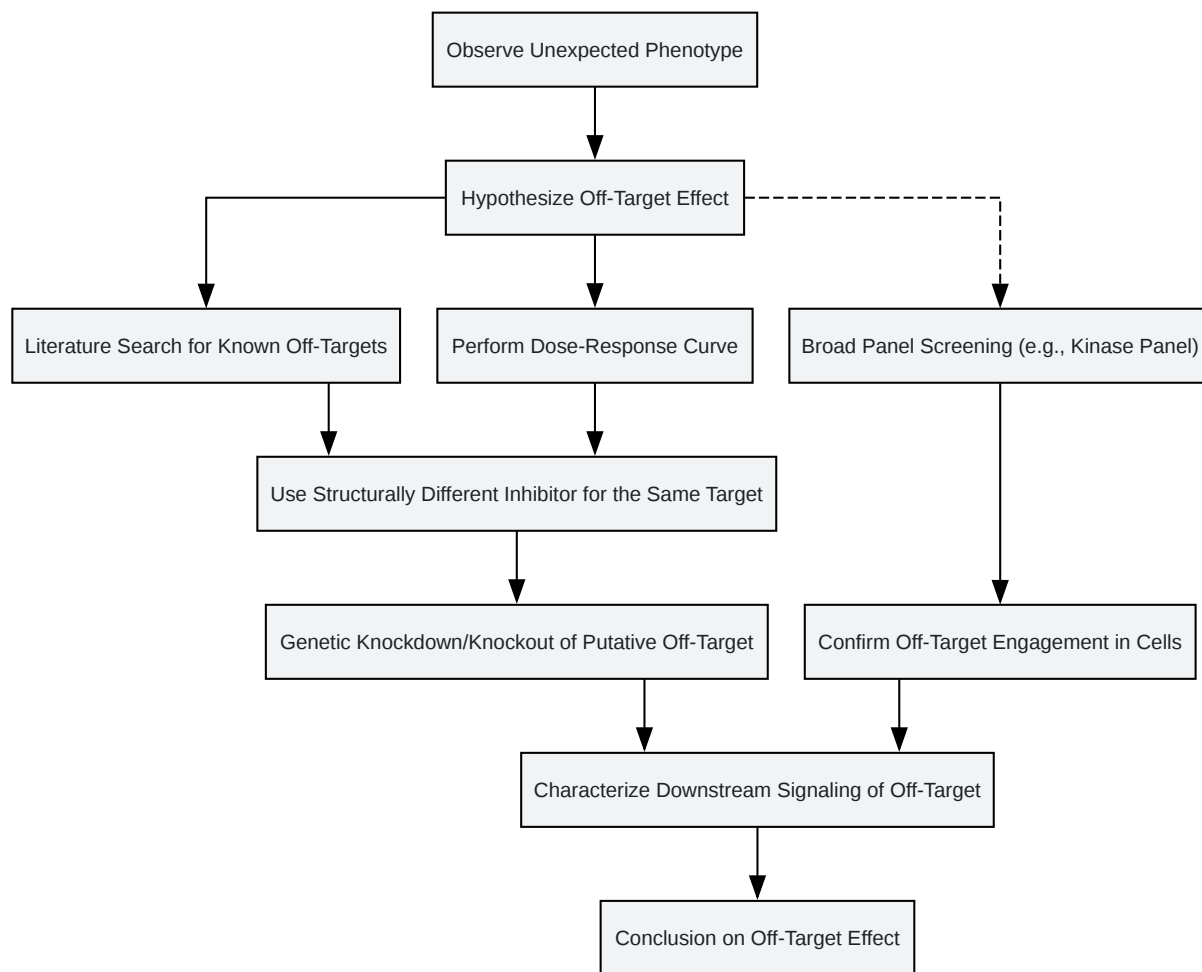 Observe Unexpected Phenotype
Hypothesize Off-Target Effect
Literature Search for Known Off-Targets
Perform Dose-Response Curve
Broad Panel Screening (e.g., Kinase Panel)
Use Structurally Different Inhibitor for the Same Target
Genetic Knockdown/Knockout of Putative Off-Target
Confirm Off-Target Engagement in Cells
Characterize Downstream Signaling of Off-Target
Conclusion on Off-Target Effect